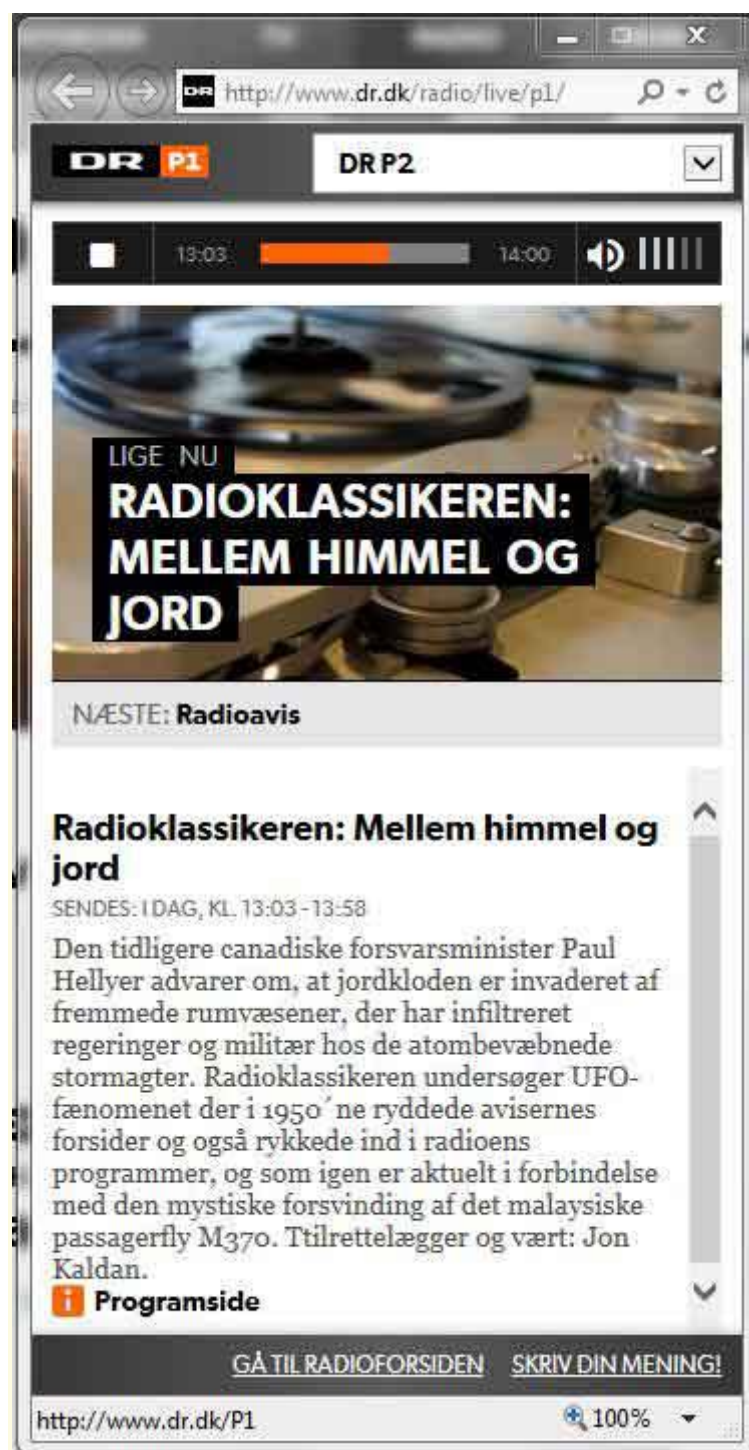 DR http://www.dr.dk/radio/live/p1/
DR P1 DR P2
13:03 14:00
LIGE NU
RADIOKLASSIKEREN:
MELLEM HIMMEL OG
JORD
NÆSTE: Radioavis
Radioklassikeren: Mellem himmel og
jord
SENDES: I DAG, KL. 13:03 - 13:58
Den tidligere canadiske forsvarsminister Paul
Hellyer advarer om, at jordkloden er invaderet af
fremmede rumvæsener, der har infiltreret
regeringer og militær hos de atombevæbnede
stormagter. Radioklassikeren undersøger UFO-
fænomenet der i 1950´ne ryddede avisernes
forsider og også rykkede ind i radioens
programmer, og som igen er aktuelt i forbindelse
med den mystiske forsvinding af det malaysiske
passagerfly M370. Ttilrettelægger og vært: Jon
Kaldan.
i Programside
GÅ TIL RADIOFORSIDEN SKRIV DIN MENING!
http://www.dr.dk/P1 100%